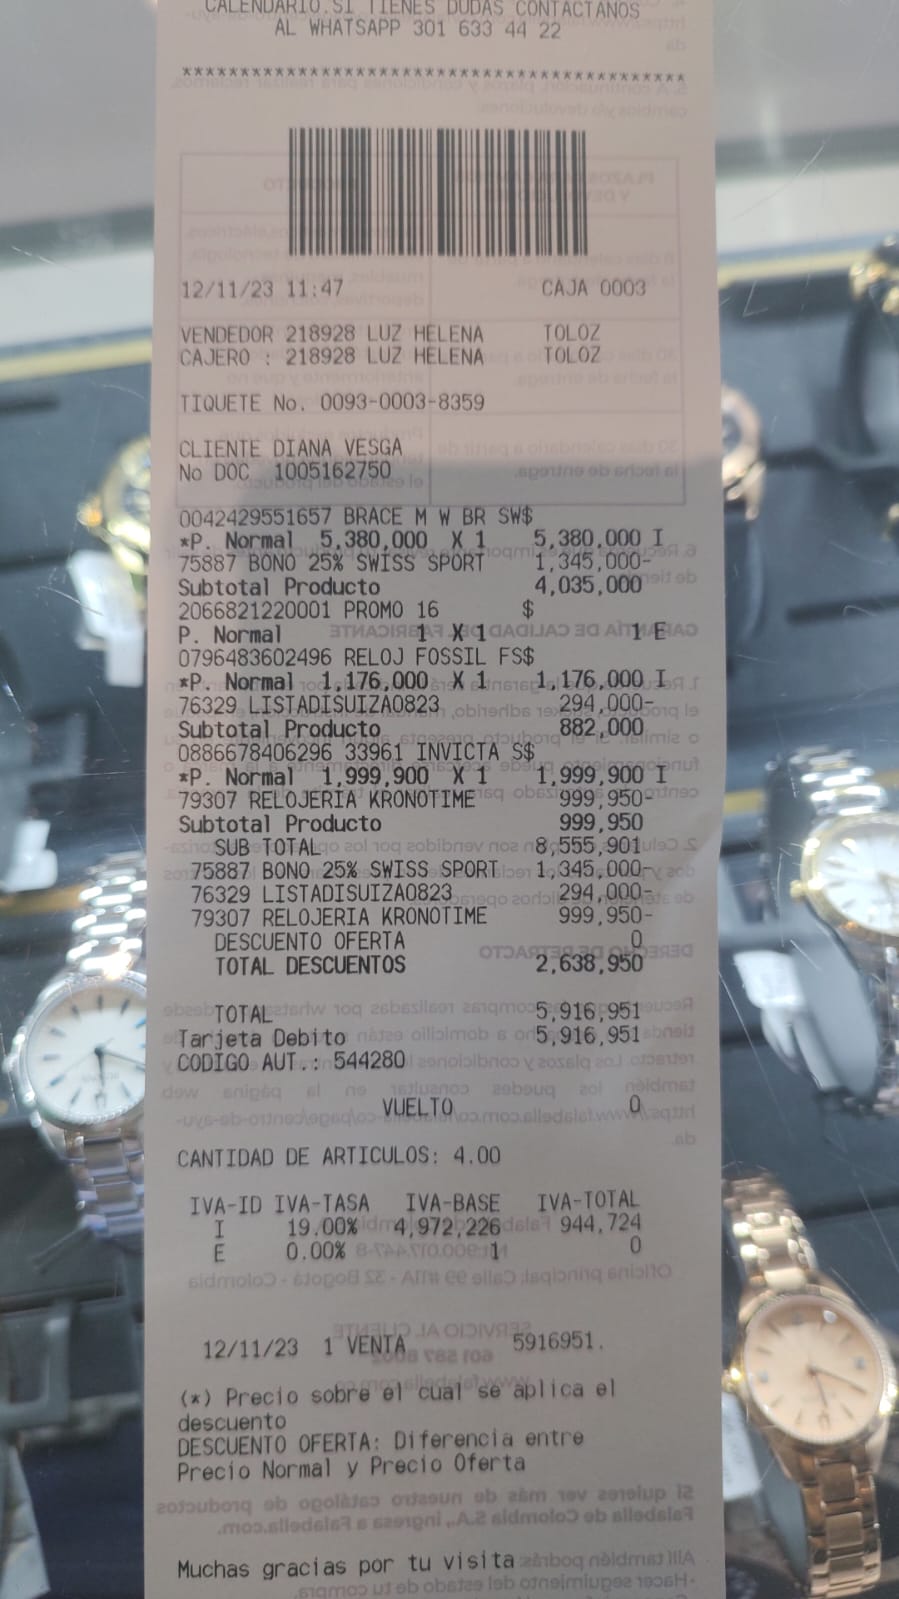 CALENDARIO.SI TIENES DUDAS CONTACTANOS
AL WHATSAPP 301 633 44 22
*******************************************
12/11/23 11:47 CAJA 0003
VENDEDOR 218928 LUZ HELENA TOLOZ
CAJERO : 218928 LUZ HELENA TOLOZ
TIQUETE No. 0093-0003-8359
CLIENTE DIANA VESGA
No DOC 1005162750
0042429551657 BRACE M W BR SW$
*P. Normal 5,380,000 X 1 5,380,000 I
75887 BONO 25% SWISS SPORT 1,345,000-
Subtotal Producto 4,035,000
2066821220001 PROMO 16 $
P. Normal 1 X 1 1 E
0796483602496 RELOJ FOSSIL FS$
*P. Normal 1,176,000 X 1 1,176,000 I
76329 LISTADISUIZA0823 294,000-
Subtotal Producto 882,000
0886678406296 33961 INVICTA S$
*P. Normal 1,999,900 X 1 1,999,900 I
79307 RELOJERIA KRONOTIME 999,950-
Subtotal Producto 999,950
SUB TOTAL 8,555,901
75887 BONO 25% SWISS SPORT 1,345,000-
76329 LISTADISUIZA0823 294,000-
79307 RELOJERIA KRONOTIME 999,950-
DESCUENTO OFERTA 0
TOTAL DESCUENTOS 2,638,950
TOTAL 5,916,951
Tarjeta Debito 5,916,951
CODIGO AUT.: 544280
VUELTO 0
CANTIDAD DE ARTICULOS: 4.00
IVA-ID IVA-TASA IVA-BASE IVA-TOTAL
I 19.00% 4,972,226 944,724
E 0.00% 1 0
12/11/23 1 VENTA 5916951.
(*) Precio sobre el cual se aplica el
descuento
DESCUENTO OFERTA: Diferencia entre
Precio Normal y Precio Oferta
Muchas gracias por tu visita